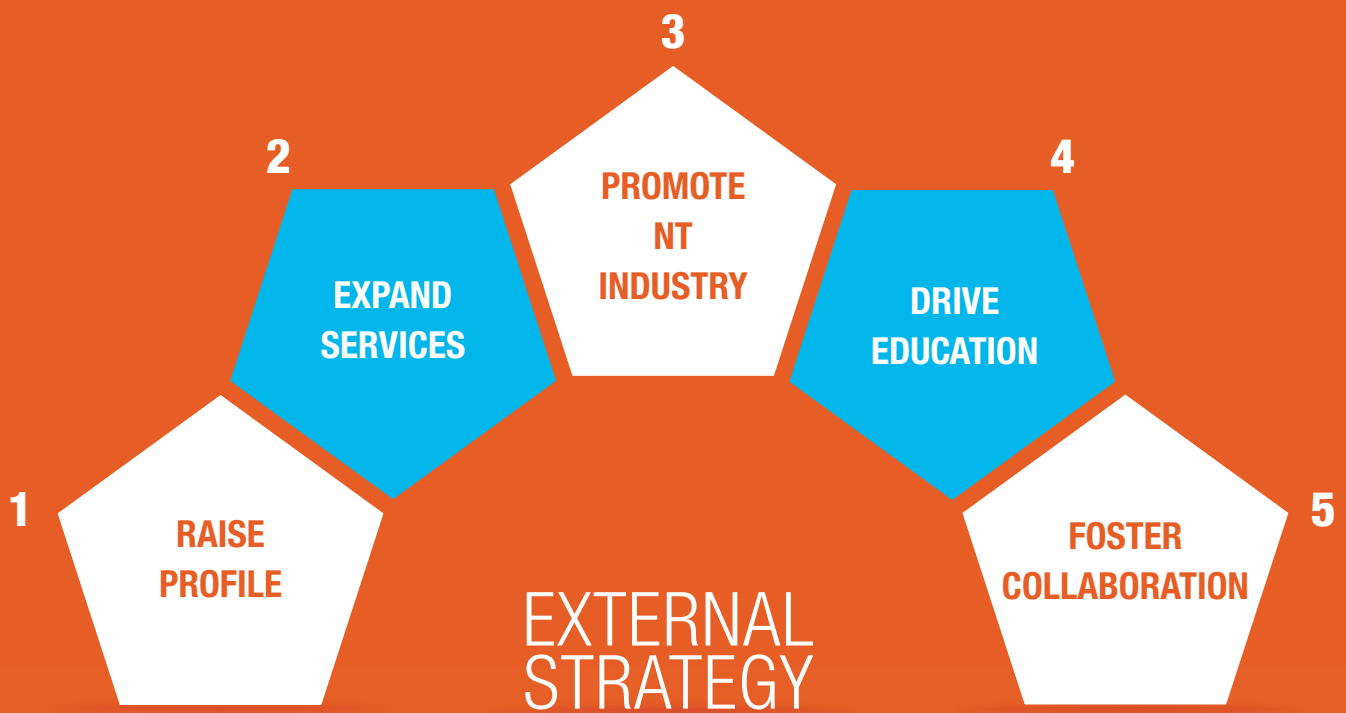 1
RAISE
PROFILE
2
EXPAND
SERVICES
3
PROMOTE
NT
INDUSTRY
4
DRIVE
EDUCATION
5
FOSTER
COLLABORATION
EXTERNAL
STRATEGY